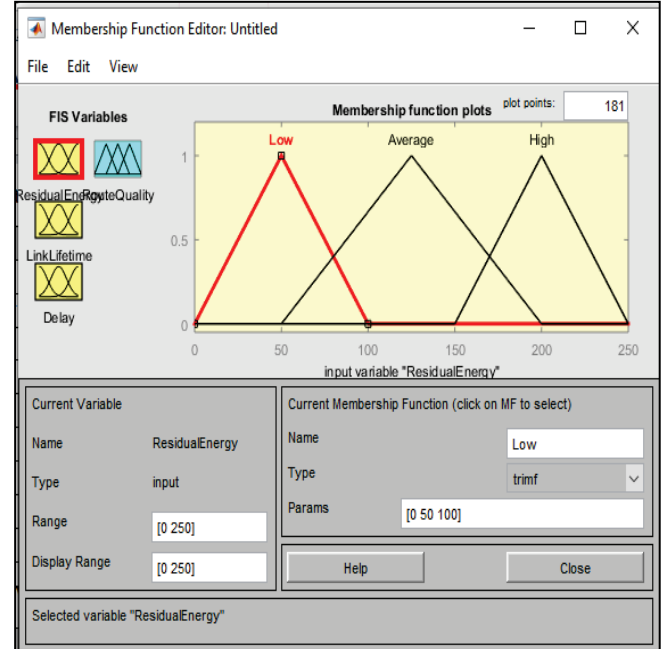 Membership Function Editor: Untitled
File Edit View
FIS Variables
Membership function plots
plot points:
181
ResidualEnergy
RouteQuality
LinkLifetime
Delay
Low
Average
High
1
0.5
0
0 50 100 150 200 250
input variable "ResidualEnergy"
Current Variable
Name ResidualEnergy
Type input
Range [0 250]
Display Range [0 250]
Current Membership Function (click on MF to select)
Name Low
Type trimf
Params [0 50 100]
Help
Close
Selected variable "ResidualEnergy"